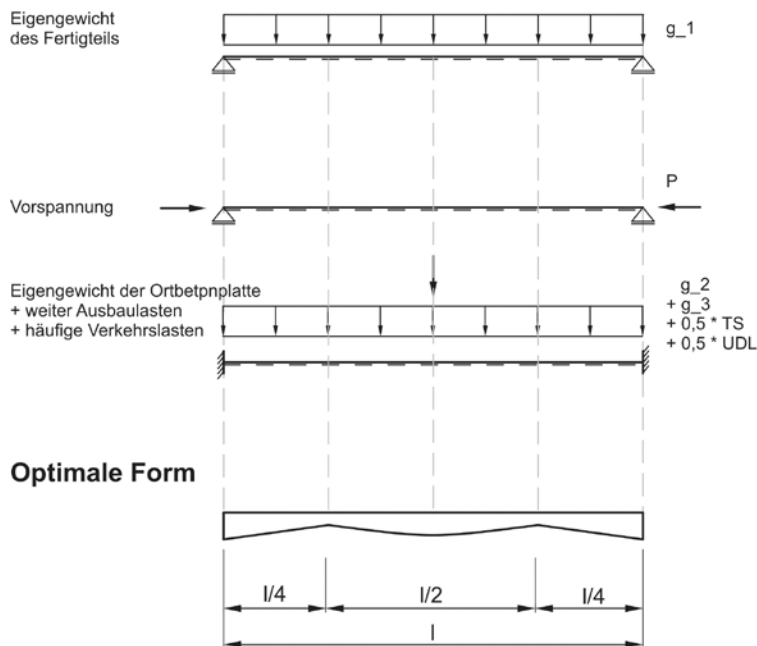 Eigengewicht
des Fertigteils
g_1
P
Vorspannung
Eigengewicht der Ortbetpnplatte
+ weiter Ausbaulasten
+ häufige Verkehrslasten
g_2
+ g_3
+ 0,5 * TS
+ 0,5 * UDL
Optimale Form
l/4
l/2
l/4
l